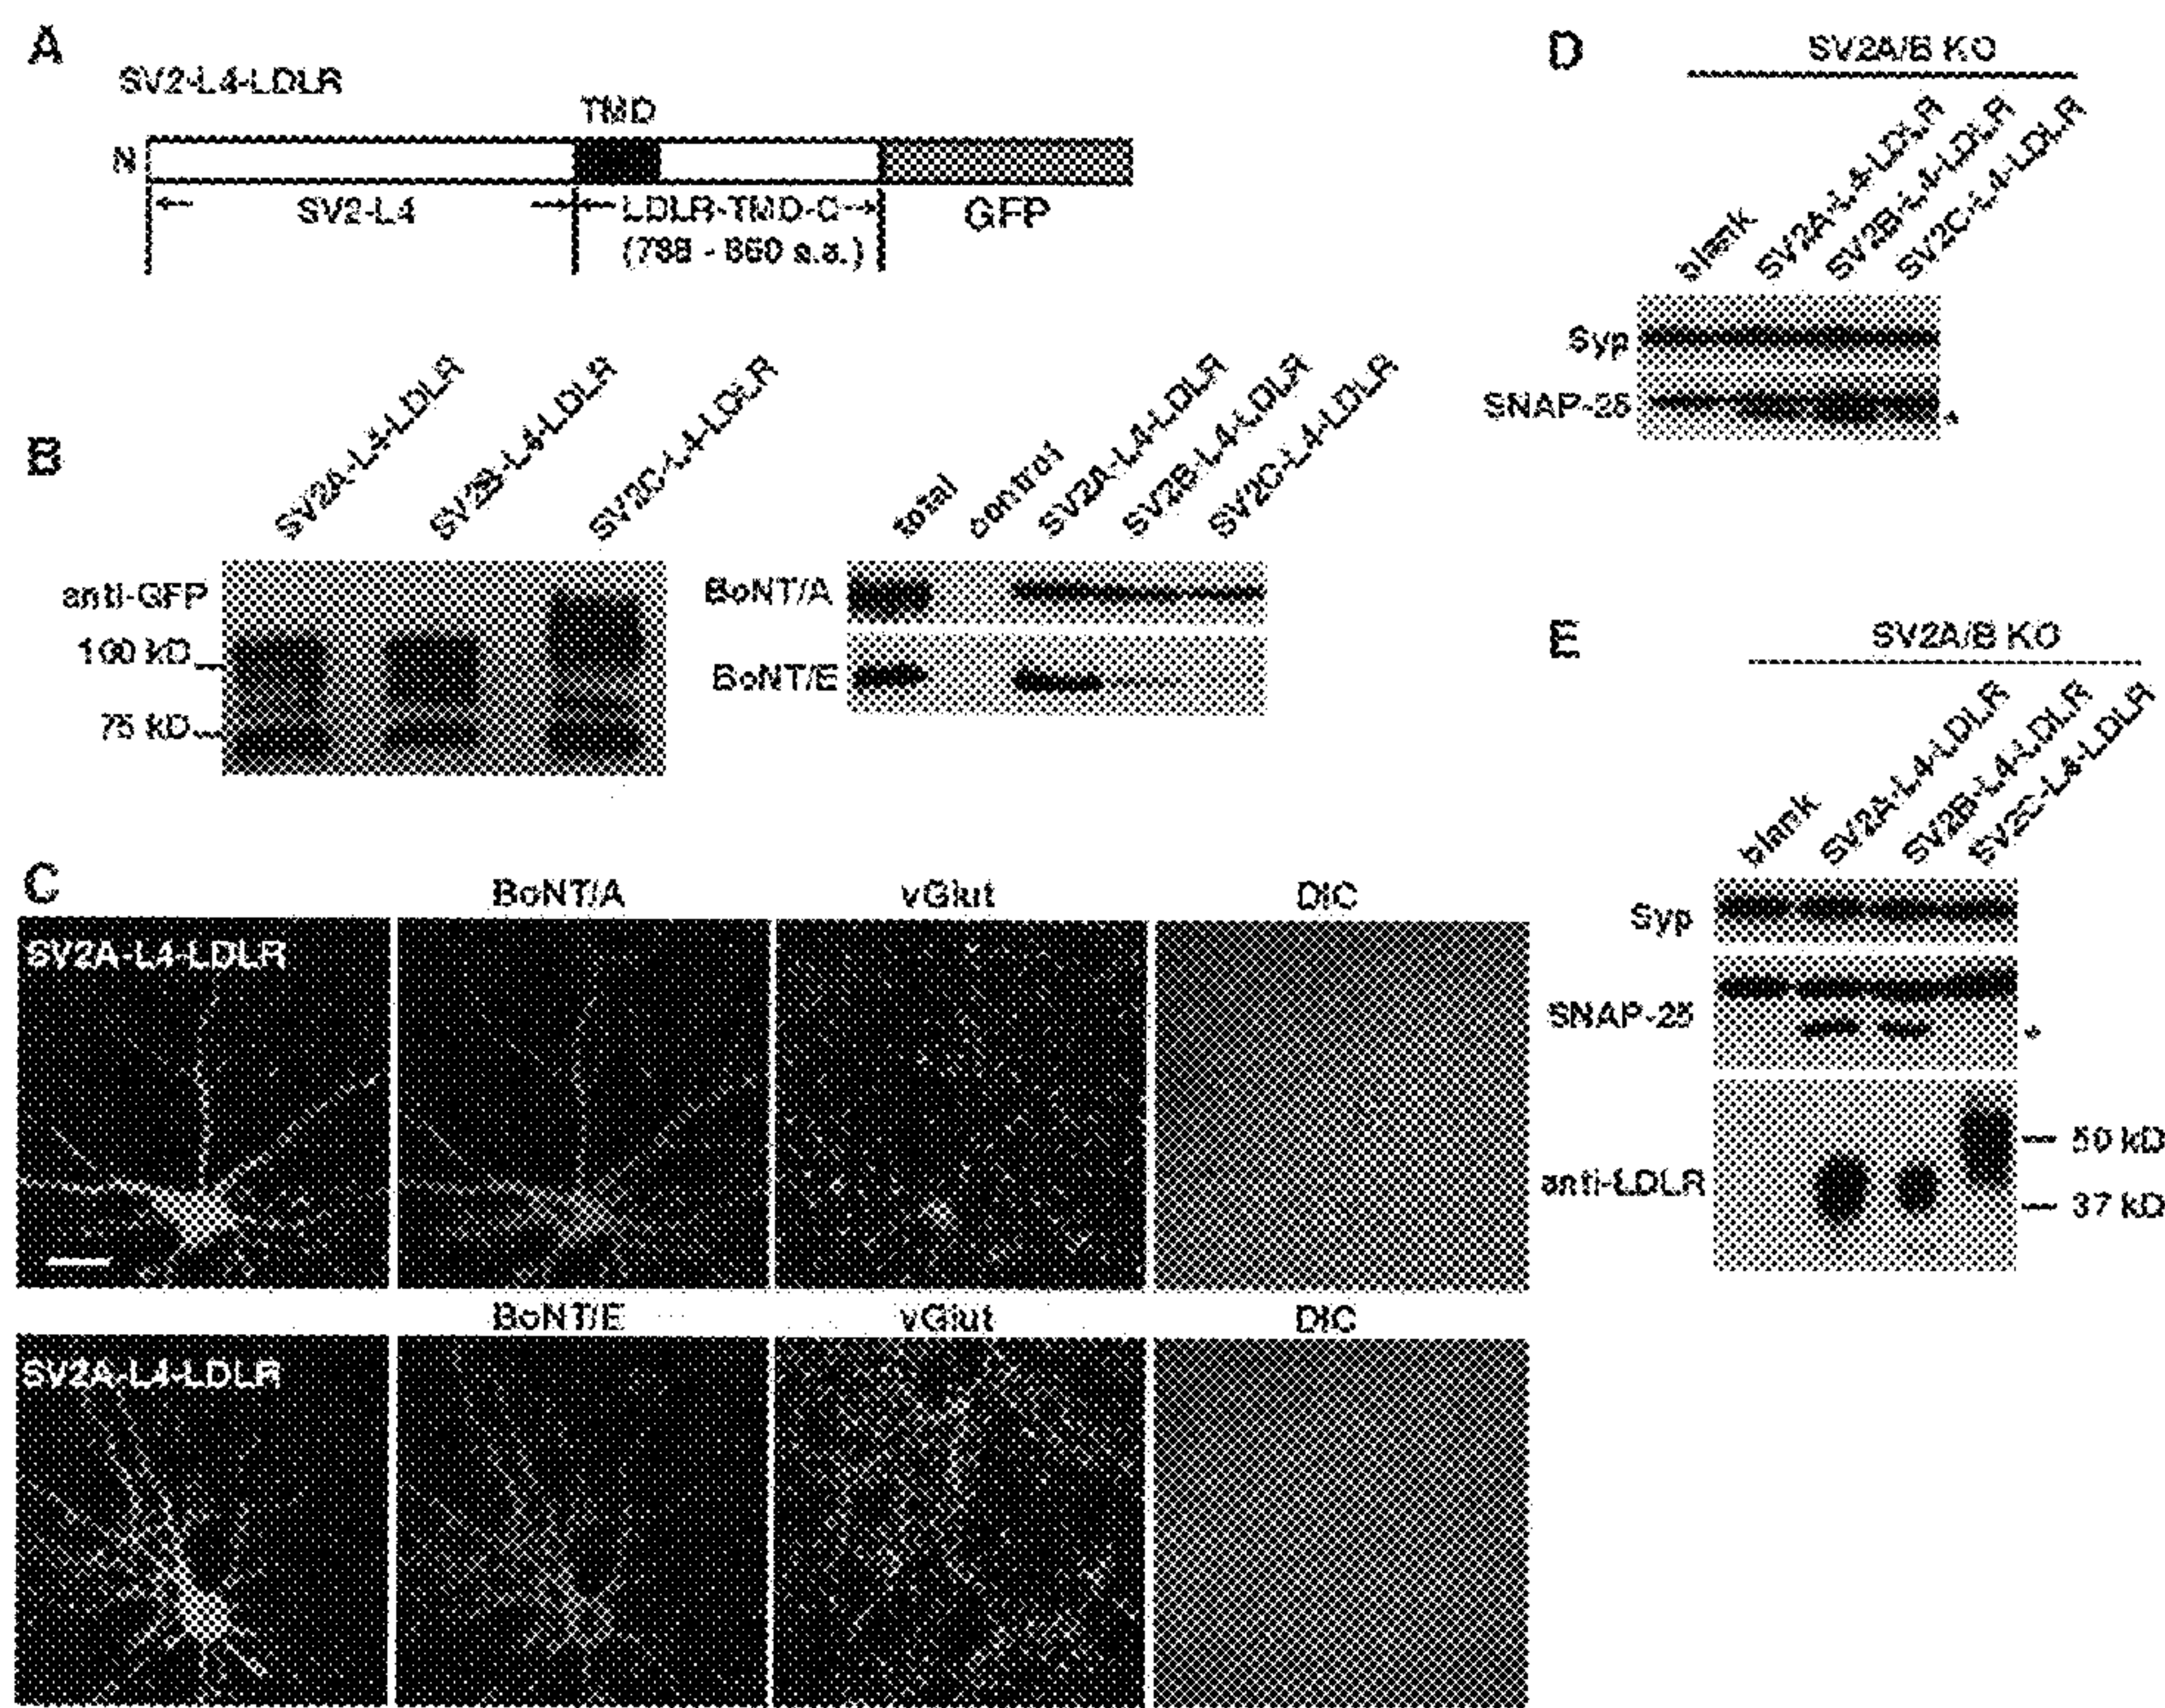 A
SV2-L4-LDLR
TMD
N
SV2-L4
LDLR-TMD-C
GFP
(788 - 860 a.a.)
B
SV2A-L4-LDLR
SV2B-L4-LDLR
SV2C-L4-LDLR
anti-GFP
100 kD
75 kD
total
control
SV2A-L4-LDLR
SV2B-L4-LDLR
SV2C-L4-LDLR
BoNT/A
BoNT/E
C
BoNT/A
vGlut
DIC
SV2A-L4-LDLR
BoNT/E
vGlut
DIC
SV2A-L4-LDLR
D
SV2A/B KO
blank
SV2A-L4-LDLR
SV2B-L4-LDLR
SV2C-L4-LDLR
Syp
SNAP-25
*
E
SV2A/B KO
blank
SV2A-L4-LDLR
SV2B-L4-LDLR
SV2C-L4-LDLR
Syp
SNAP-25
*
anti-LDLR
50 kD
37 kD